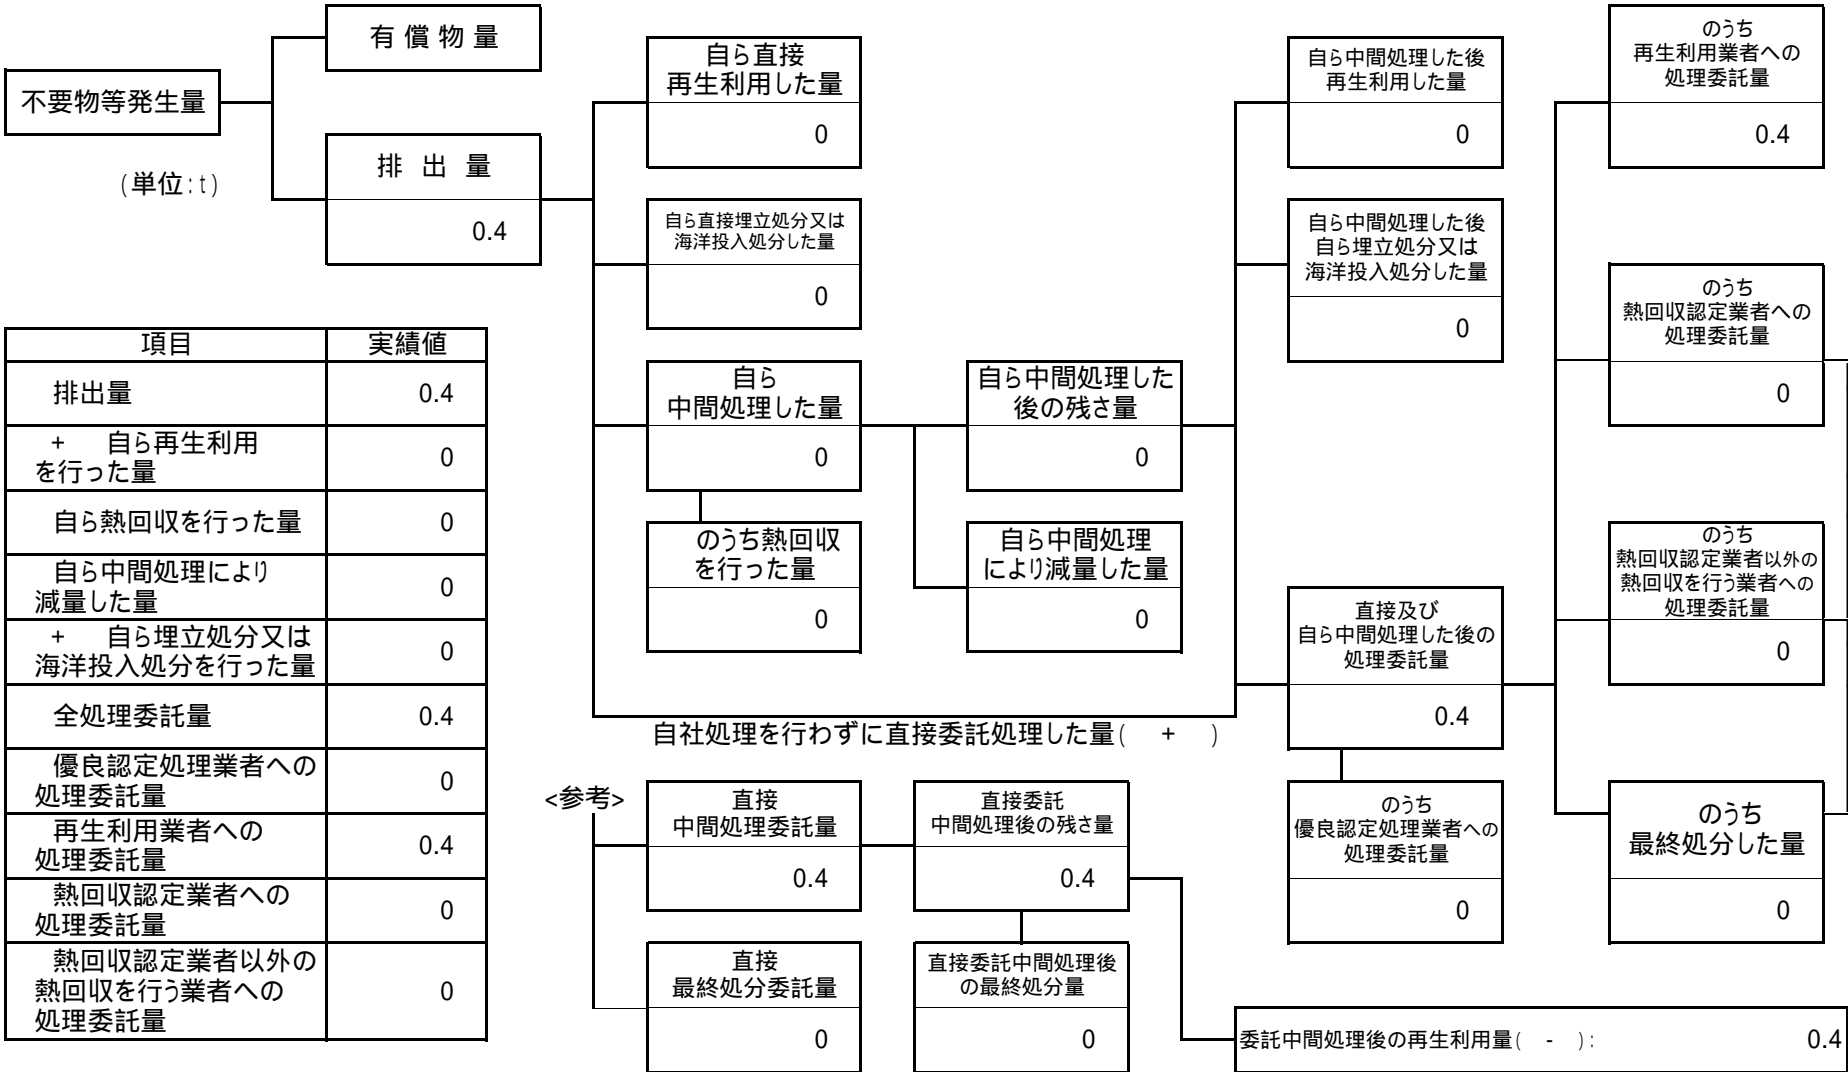 不要物等発生量
(単位:t)
有償物量
排出量
0.4
自ら直接
再生利用した量
0
自ら直接埋立処分又は
海洋投入処分した量
0
自ら
中間処理した量
0
のうち熱回収
を行った量
0
自ら中間処理した
後の残さ量
0
自ら中間処理
により減量した量
0
自ら中間処理した後
再生利用した量
0
自ら中間処理した後
自ら埋立処分又は
海洋投入処分した量
0
直接及び
自ら中間処理した後の
処理委託量
0.4
のうち
優良認定処理業者への
処理委託量
0
のうち
再生利用業者への
処理委託量
0.4
のうち
熱回収認定業者への
処理委託量
0
のうち
熱回収認定業者以外の
熱回収を行う業者への
処理委託量
0
のうち
最終処分した量
0
自社処理を行わずに直接委託処理した量( + )
項目 実績値
排出量 0.4
+ 自ら再生利用
を行った量 0
自ら熱回収を行った量 0
自ら中間処理により
減量した量 0
+ 自ら埋立処分又は
海洋投入処分を行った量 0
全処理委託量 0.4
優良認定処理業者への
処理委託量 0
再生利用業者への
処理委託量 0.4
熱回収認定業者への
処理委託量 0
熱回収認定業者以外の
熱回収を行う業者への
処理委託量 0
<参考>
直接
中間処理委託量
0.4
直接委託
中間処理後の残さ量
0.4
直接
最終処分委託量
0
直接委託中間処理後
の最終処分量
0
委託中間処理後の再生利用量( - ): 0.4